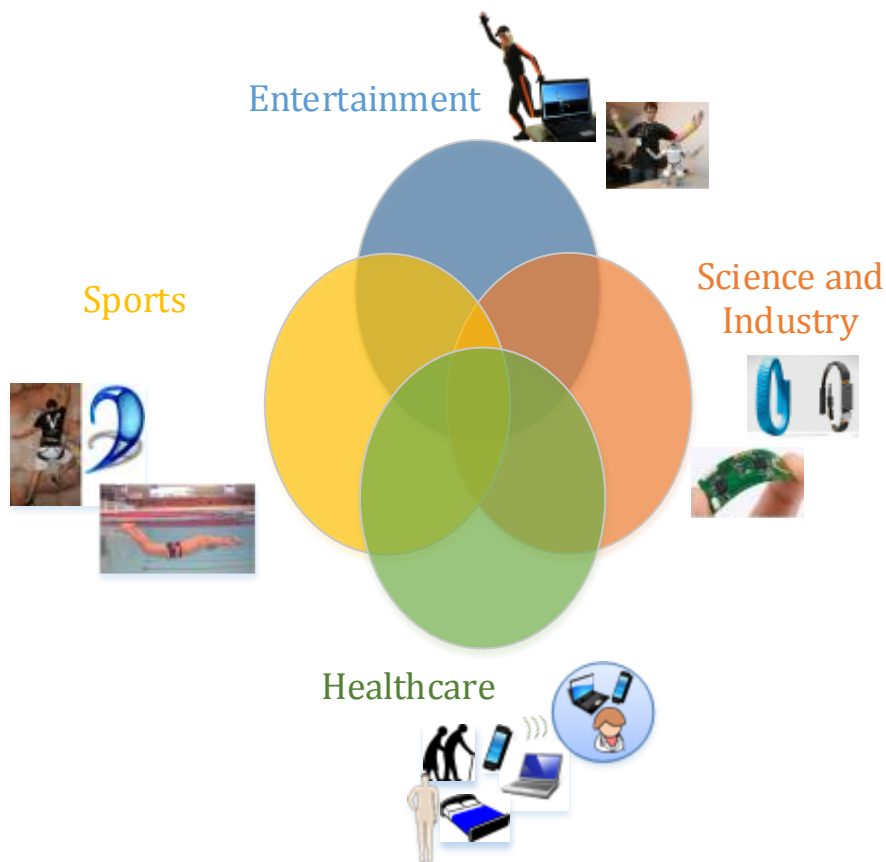 Entertainment
Sports
Science and
Industry
Healthcare